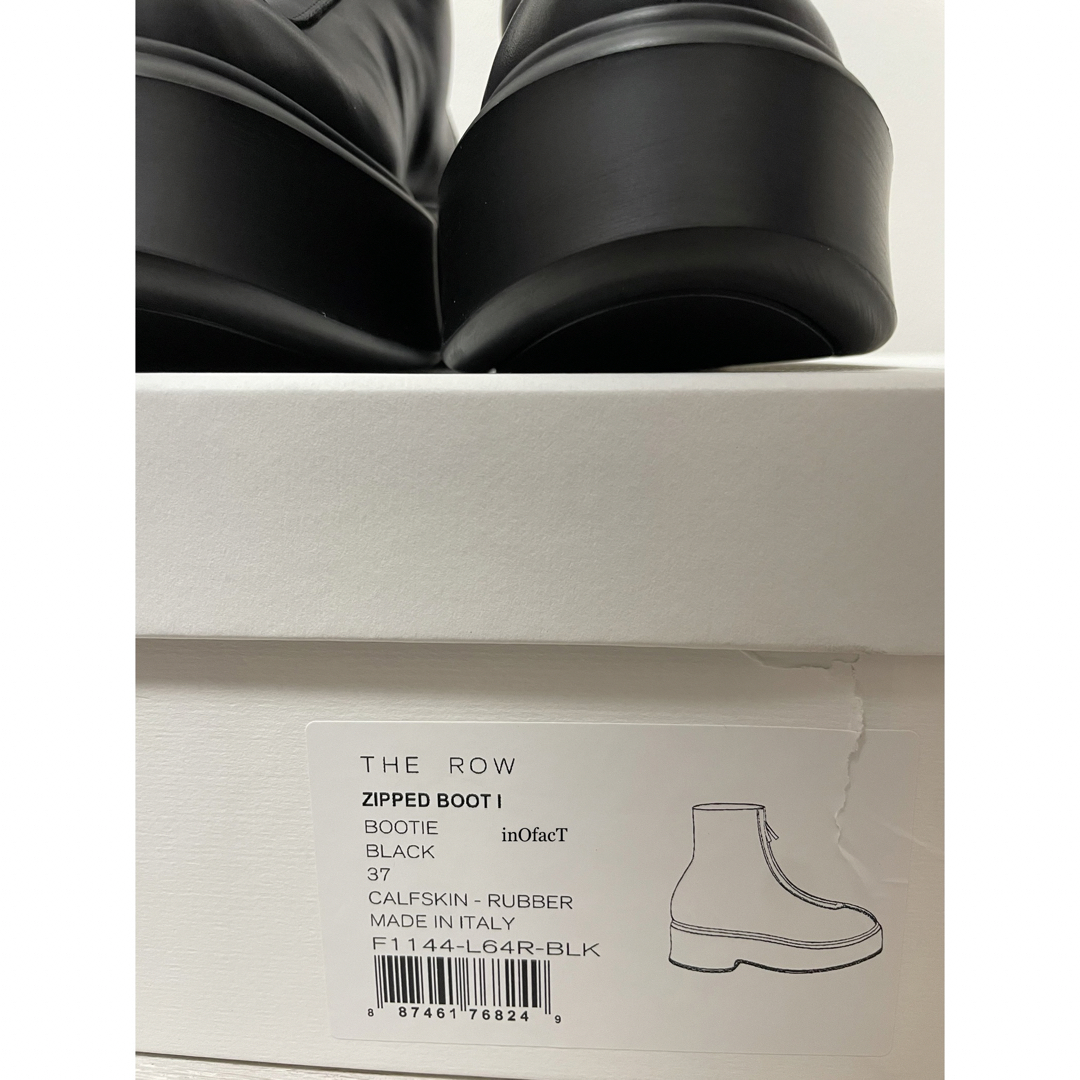 THE ROW
ZIPPED BOOT I
BOOTIE
inOfacT
BLACK
37
CALFSKIN - RUBBER
MADE IN ITALY
F1144-L64R-BLK
8 87461 76824 9